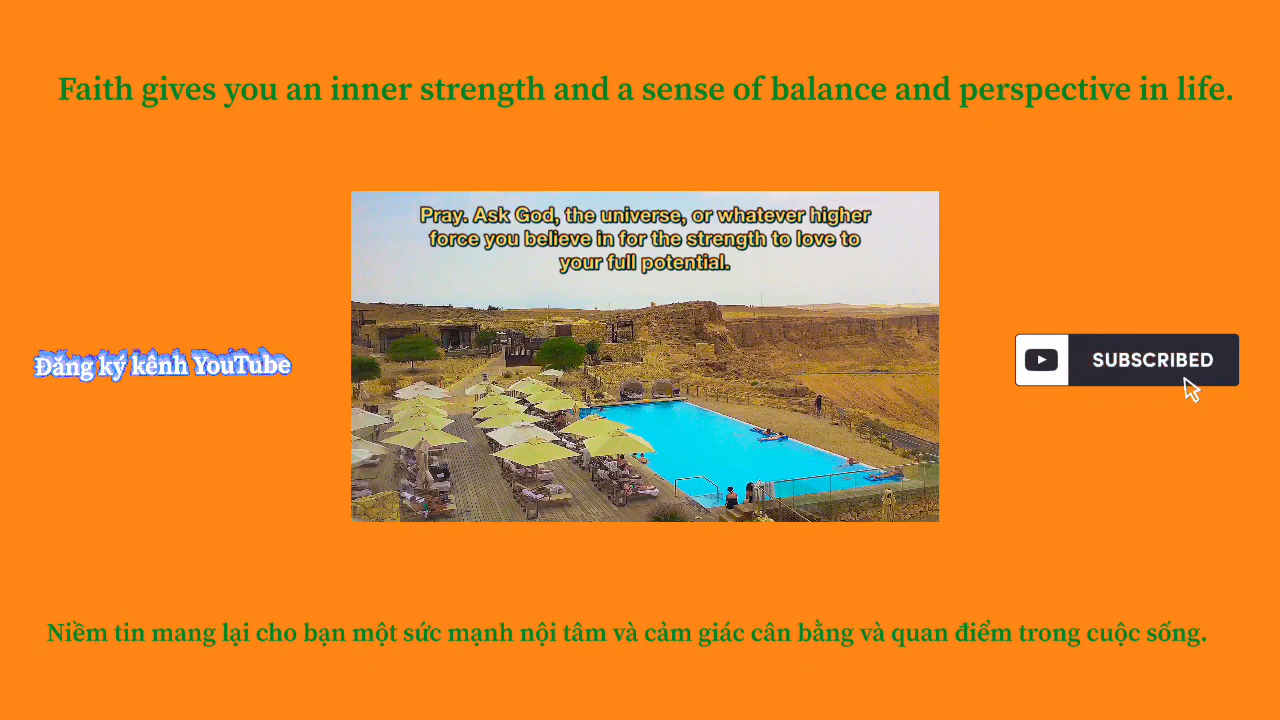 Faith gives you an inner strength and a sense of balance and perspective in life.
Pray. Ask God, the universe, or whatever higher
force you believe in for the strength to love to
your full potential.
Đăng ký kênh YouTube
SUBSCRIBED
Niềm tin mang lại cho bạn một sức mạnh nội tâm và cảm giác cân bằng và quan điểm trong cuộc sống.